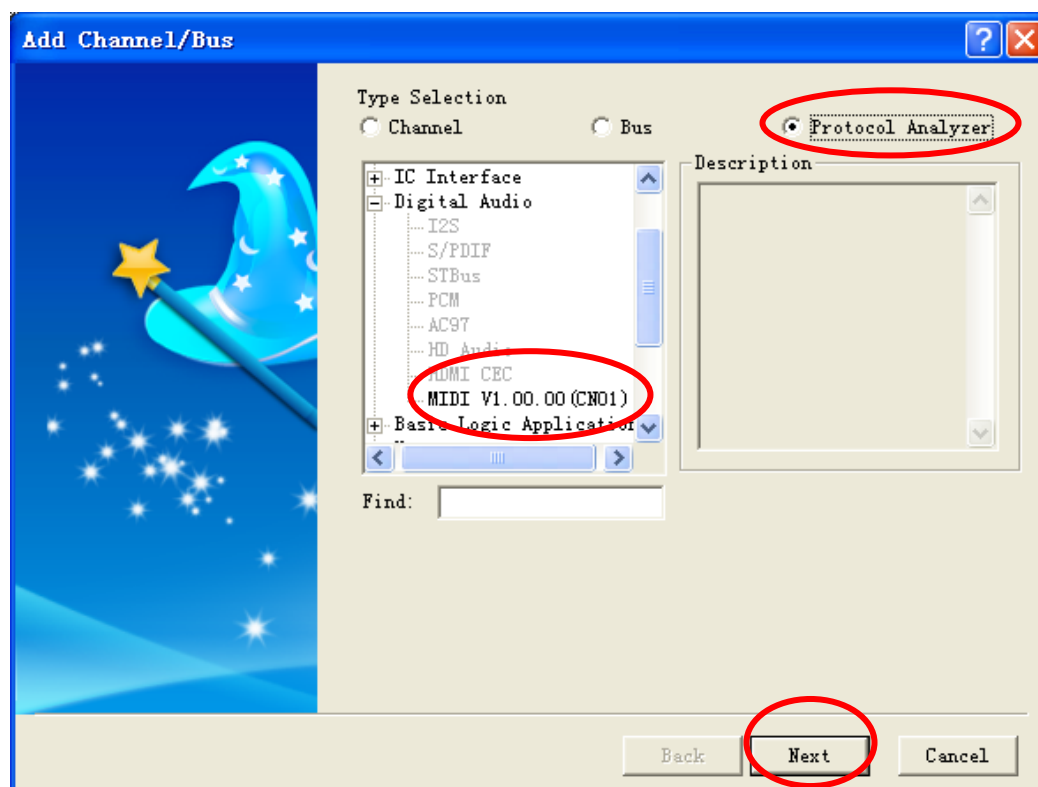 Add Channel/Bus
Type Selection
Channel
Bus
Protocol Analyzer
IC Interface
Digital Audio
I2S
S/PDIF
STBus
PCM
AC97
HD Audio
HDMI CEC
MIDI V1.00.00(CN01)
Basic Logic Application
Description
Find:
Back
Next
Cancel